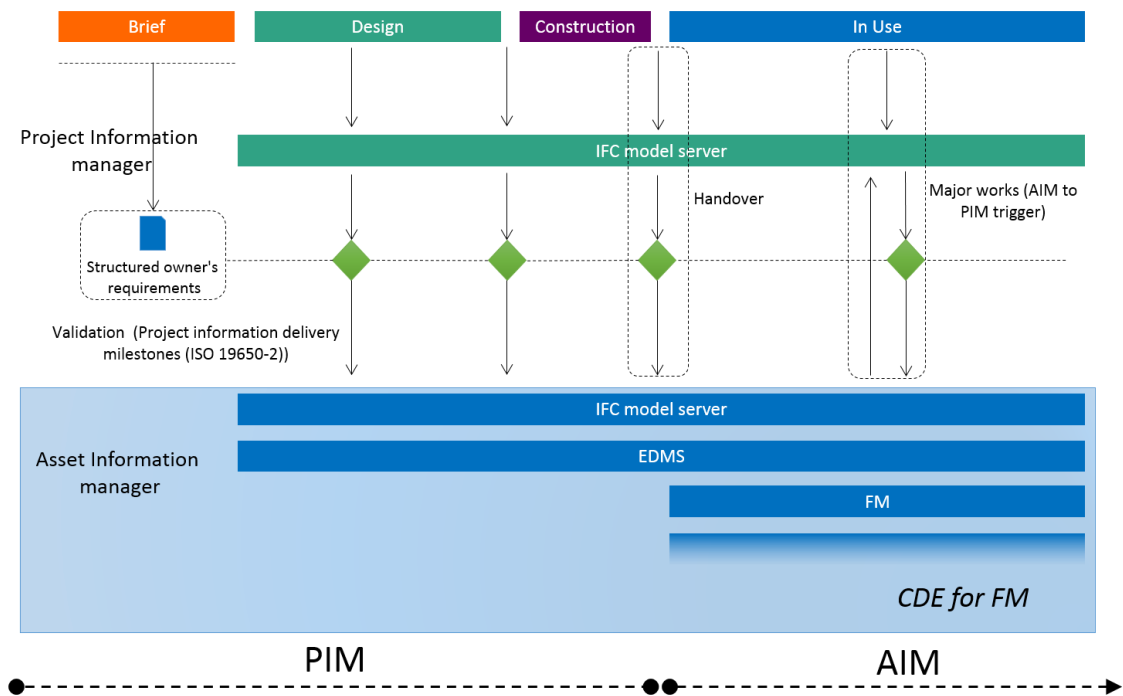 Brief
Design
Construction
In Use
Project Information
manager
IFC model server
Handover
Major works (AIM to
PIM trigger)
Structured owner's
requirements
Validation  (Project information delivery
milestones (ISO 19650-2))
IFC model server
Asset Information
manager
EDMS
FM
CDE for FM
PIM
AIM